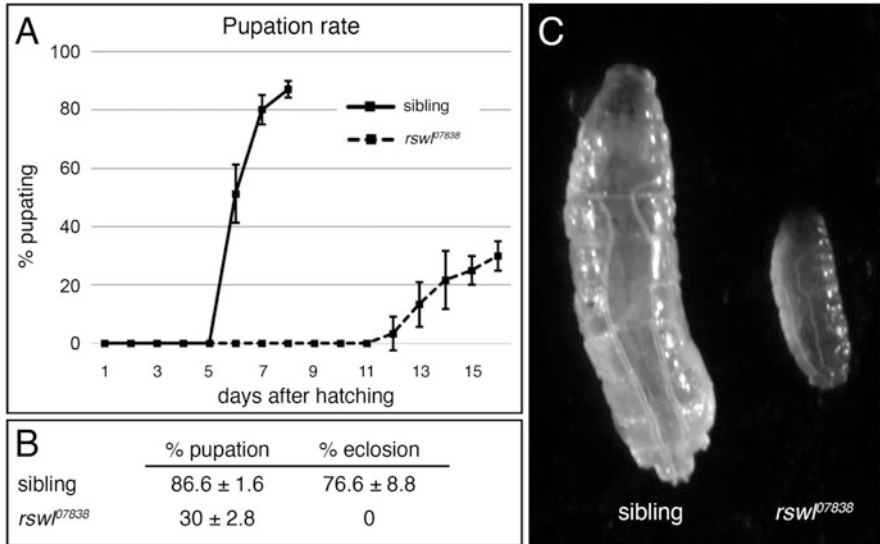 A
Pupation rate
100
80
60
40
20
0
% pupating
sibling
rswl⁰⁷⁸³⁸
1 3 5 7 9 11 13 15
days after hatching
B
% pupation % eclosion
sibling 86.6 ± 1.6 76.6 ± 8.8
rswl⁰⁷⁸³⁸ 30 ± 2.8 0
C
sibling rswl⁰⁷⁸³⁸